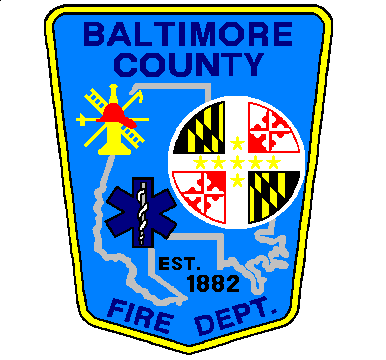 BALTIMORE
COUNTY
EST.
1882
FIRE DEPT.